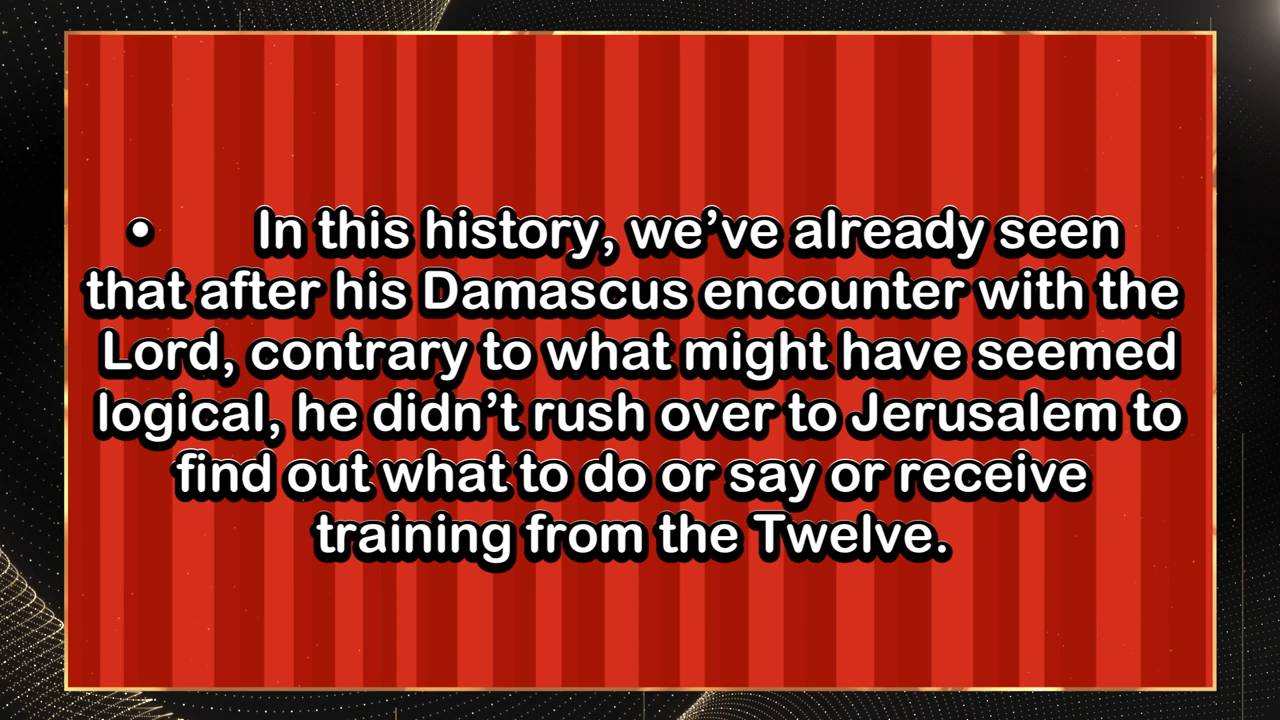 • In this history, we’ve already seen
that after his Damascus encounter with the
Lord, contrary to what might have seemed
logical, he didn’t rush over to Jerusalem to
find out what to do or say or receive
training from the Twelve.